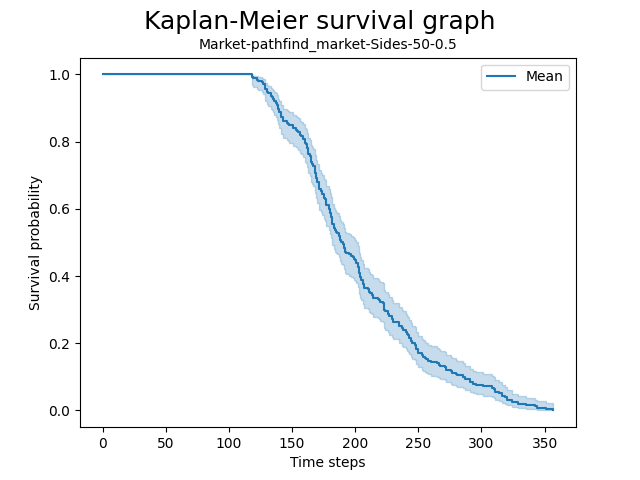 Kaplan-Meier survival graph
Market-pathfind_market-Sides-50-0.5
Mean
Survival probability
1.0
0.8
0.6
0.4
0.2
0.0
0 50 100 150 200 250 300 350
Time steps